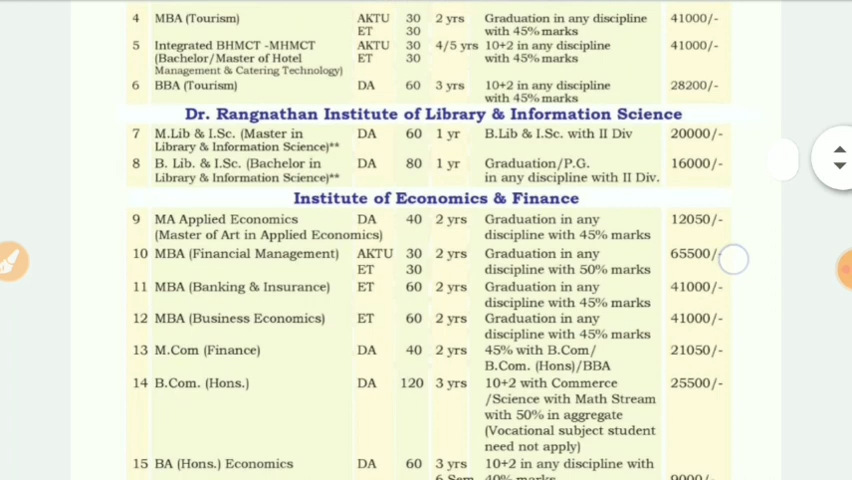 4 MBA (Tourism) AKTU 30 2 yrs Graduation in any discipline 41000/-
ET 30 with 45% marks
5 Integrated BHMCT -MHMCT AKTU 30 4/5 yrs 10+2 in any discipline 41000/-
(Bachelor/Master of Hotel ET 30 with 45% marks
Management & Catering Technology)
6 BBA (Tourism) DA 60 3 yrs 10+2 in any discipline 28200/-
with 45% marks
Dr. Rangnathan Institute of Library & Information Science
7 M.Lib & I.Sc. (Master in DA 60 1 yr B.Lib & I.Sc. with II Div 20000/-
Library & Information Science)**
8 B. Lib. & I.Sc. (Bachelor in DA 80 1 yr Graduation/P.G. 16000/-
Library & Information Science)** in any discipline with II Div.
Institute of Economics & Finance
9 MA Applied Economics DA 40 2 yrs Graduation in any 12050/-
(Master of Art in Applied Economics) discipline with 45% marks
10 MBA (Financial Management) AKTU 30 2 yrs Graduation in any 65500/-
ET 30 discipline with 50% marks
11 MBA (Banking & Insurance) ET 60 2 yrs Graduation in any 41000/-
discipline with 45% marks
12 MBA (Business Economics) ET 60 2 yrs Graduation in any 41000/-
discipline with 45% marks
13 M.Com (Finance) DA 40 2 yrs 45% with B.Com/ 21050/-
B.Com. (Hons)/BBA
14 B.Com. (Hons.) DA 120 3 yrs 10+2 with Commerce 25500/-
/Science with Math Stream
with 50% in aggregate
(Vocational subject student
need not apply)
15 BA (Hons.) Economics DA 60 3 yrs 10+2 in any discipline with
6 Sem 40% marks 9000/-